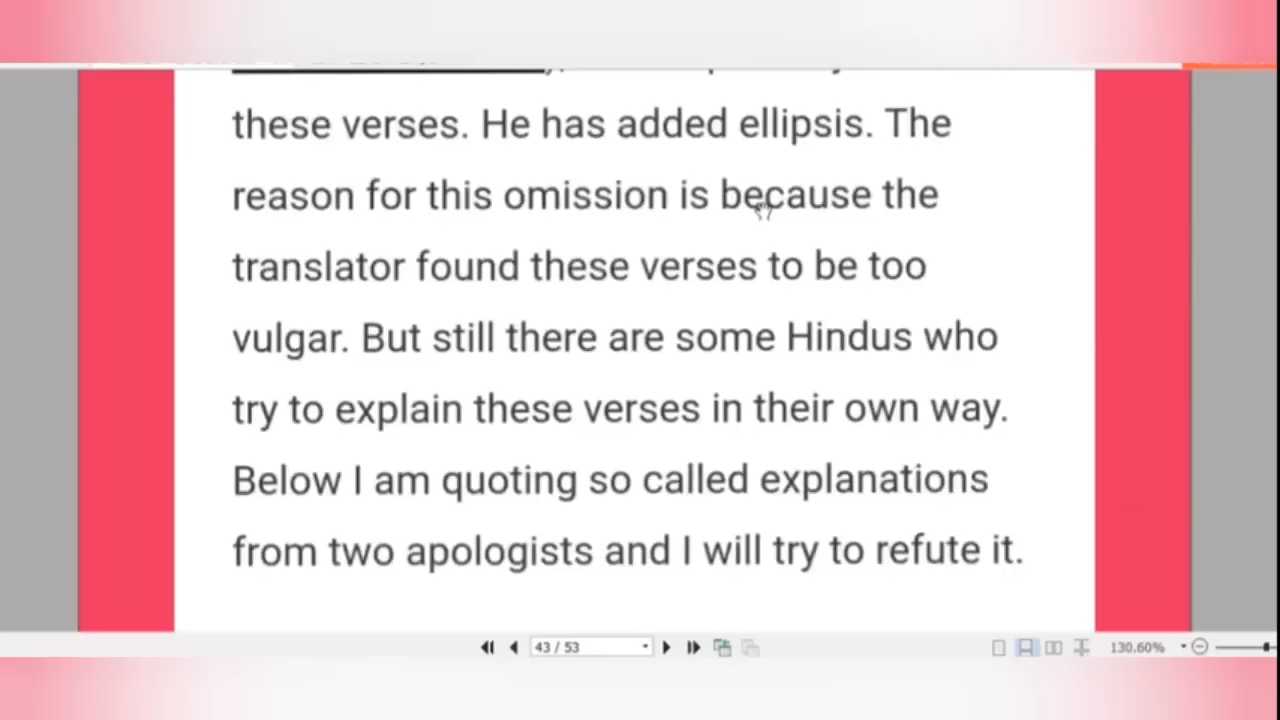 these verses. He has added ellipsis. The
reason for this omission is because the
translator found these verses to be too
vulgar. But still there are some Hindus who
try to explain these verses in their own way.
Below I am quoting so called explanations
from two apologists and I will try to refute it.
43 / 53
130.60%